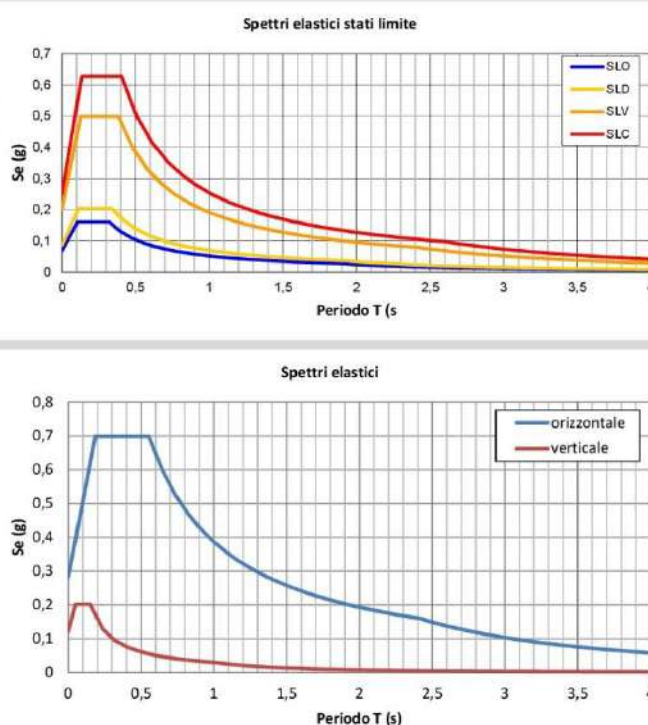 Spettri elastici stati limite
0,7
0,6
0,5
0,4
0,3
0,2
0,1
0
Se (g)
SLO
SLD
SLV
SLC
0 0,5 1 1,5 2 2,5 3 3,5 4
Periodo T (s
Spettri elastici
0,8
0,7
0,6
0,5
0,4
0,3
0,2
0,1
0
Se (g)
orizzontale
verticale
0 0,5 1 1,5 2 2,5 3 3,5 4
Periodo T (s)